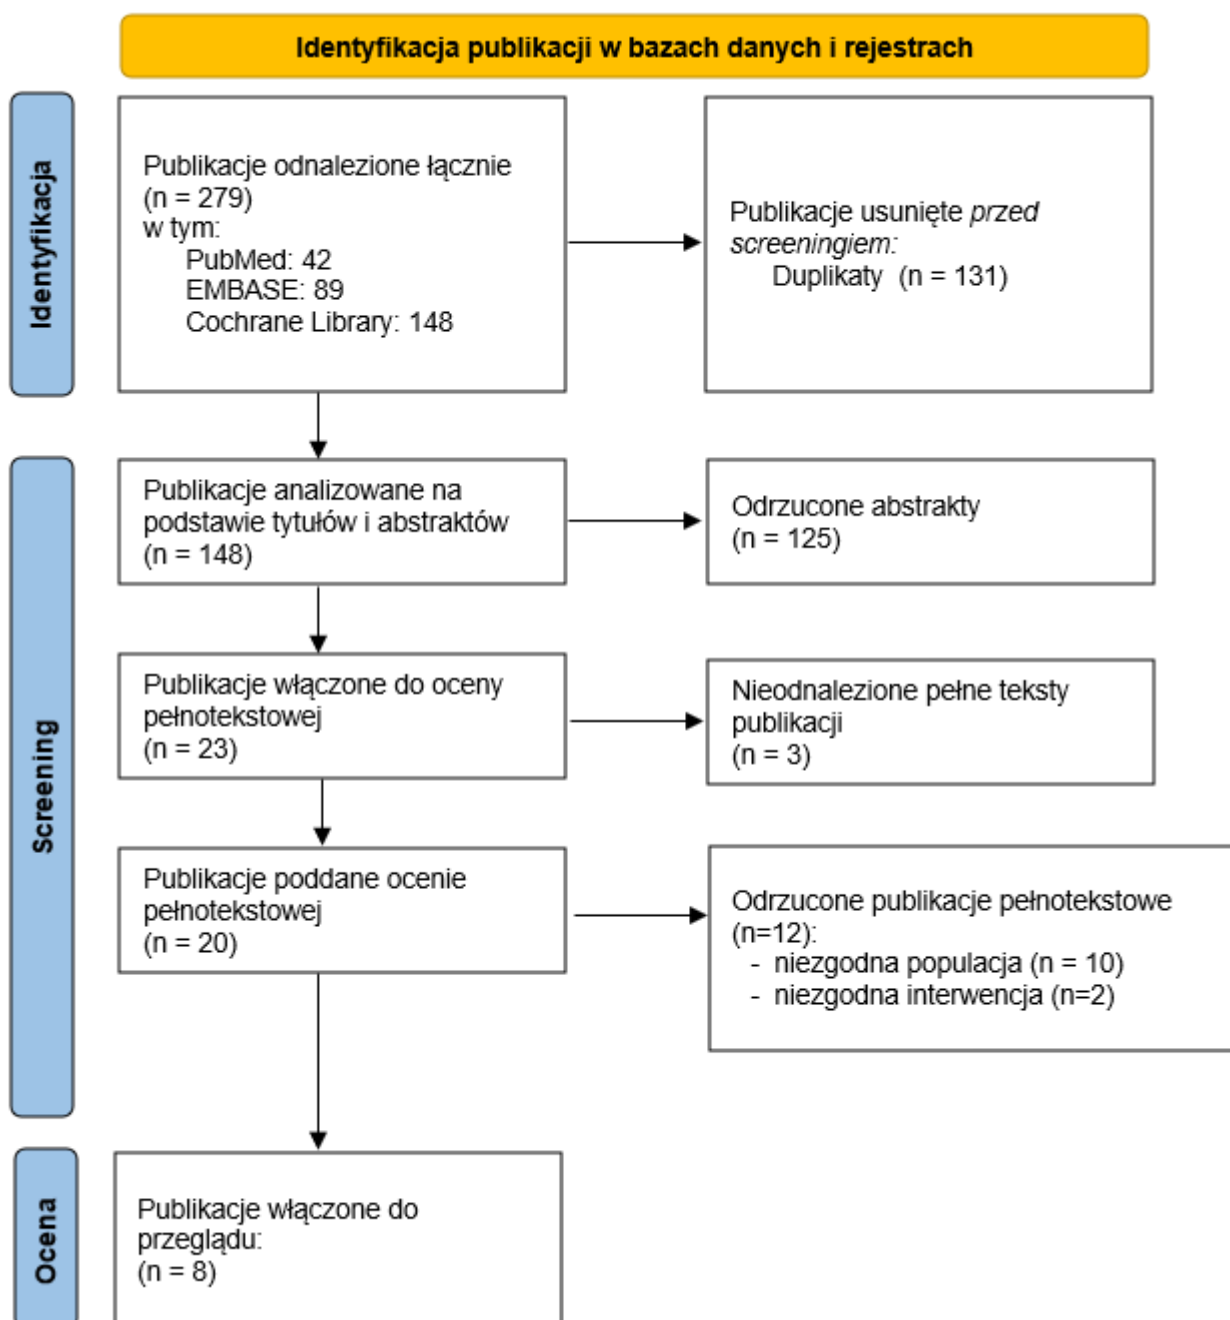 Identyfikacja publikacji w bazach danych i rejestrach
Identyfikacja
Publikacje odnalezione łącznie
(n = 279)
w tym:
PubMed: 42
EMBASE: 89
Cochrane Library: 148
Publikacje usunięte przed
screeningiem:
Duplikaty (n = 131)
Screening
Publikacje analizowane na
podstawie tytułów i abstraktów
(n = 148)
Odrzucone abstrakty
(n = 125)
Publikacje włączone do oceny
pełnotekstowej
(n = 23)
Nieodnalezione pełne teksty
publikacji
(n = 3)
Publikacje poddane ocenie
pełnotekstowej
(n = 20)
Odrzucone publikacje pełnotekstowe
(n=12):
- niezgodna populacja (n = 10)
- niezgodna interwencja (n=2)
Ocena
Publikacje włączone do
przeglądu:
(n = 8)